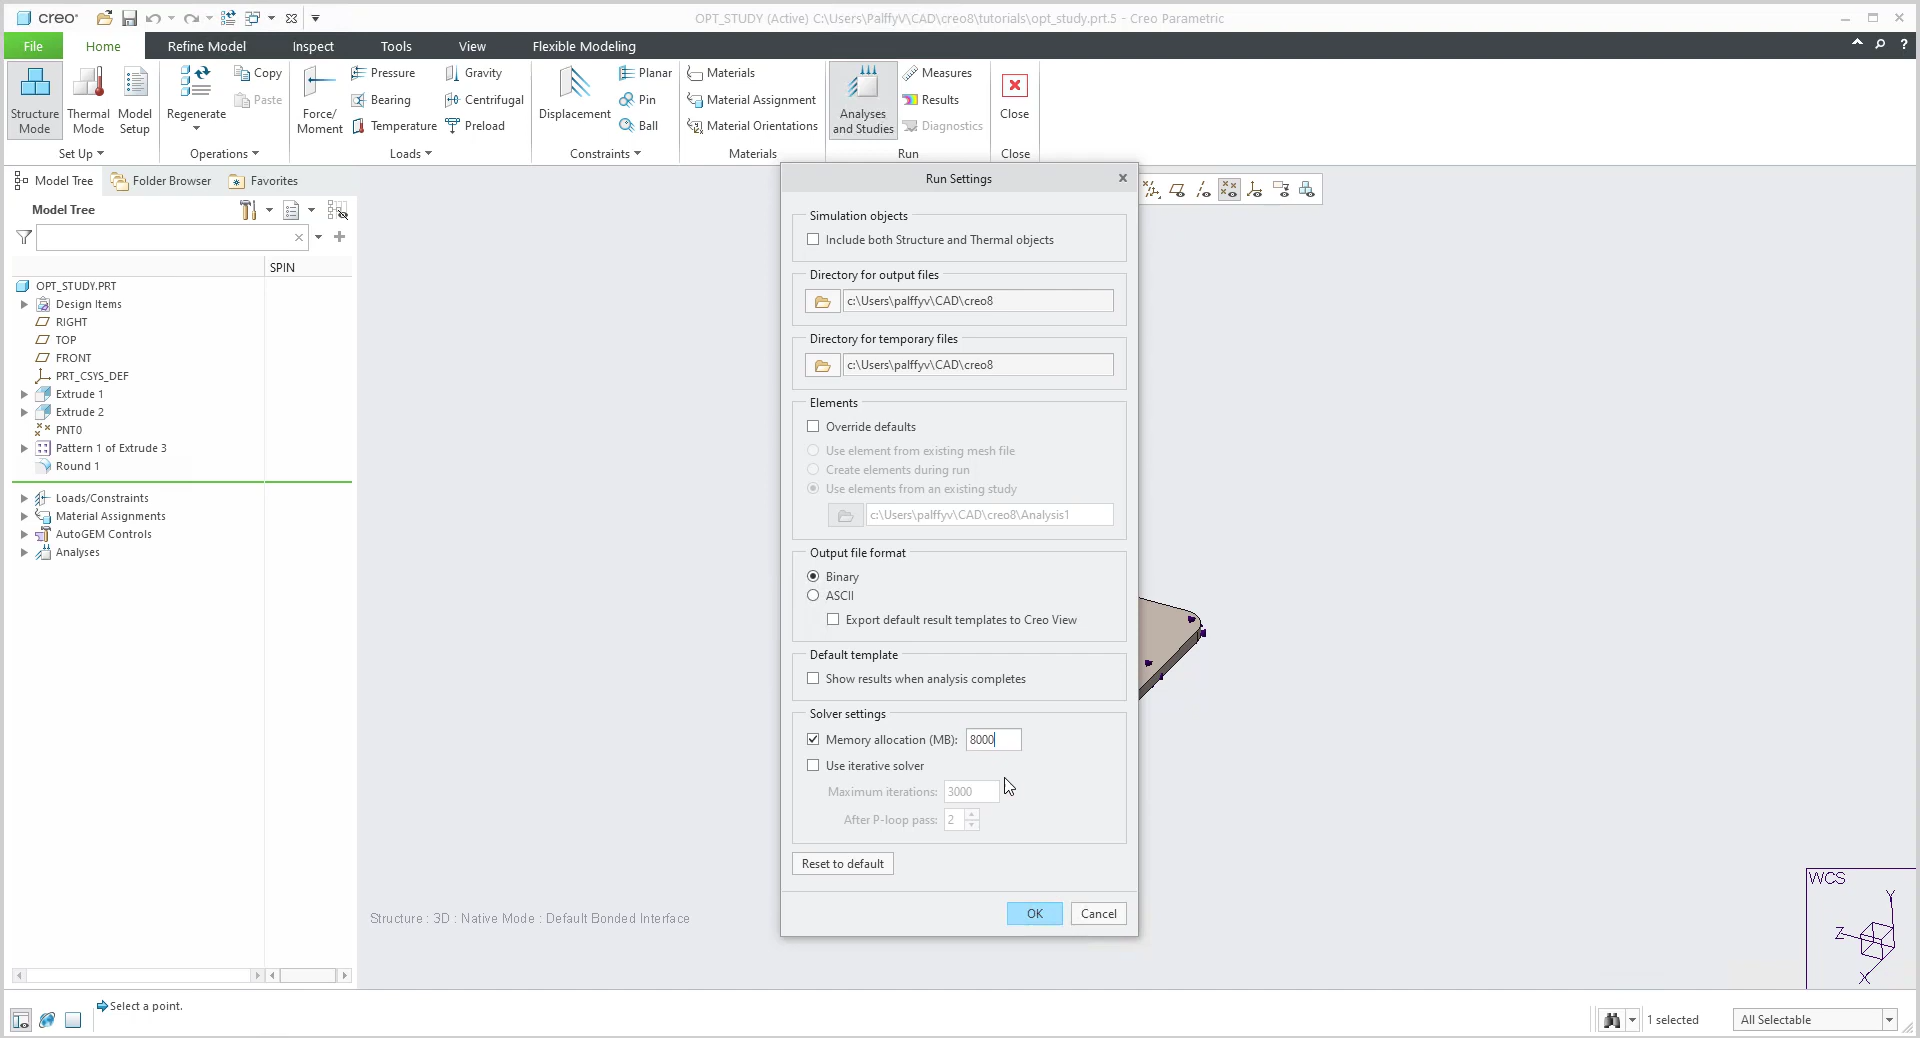 creo®
OPT_STUDY (Active) C:\Users\PalffyV\CAD\creo8\tutorials\opt_study.prt.5 - Creo Parametric
File
Home
Refine Model
Inspect
Tools
View
Flexible Modeling
Structure Mode
Thermal Mode
Model Setup
Set Up
Regenerate
Copy
Paste
Operations
Force/ Moment
Pressure
Bearing
Temperature
Gravity
Centrifugal
Preload
Loads
Displacement
Planar
Pin
Ball
Constraints
Materials
Material Assignment
Material Orientations
Materials
Analyses and Studies
Measures
Results
Diagnostics
Run
Close
Close
Model Tree
Folder Browser
Favorites
Model Tree
SPIN
OPT_STUDY.PRT
Design Items
RIGHT
TOP
FRONT
PRT_CSYS_DEF
Extrude 1
Extrude 2
PNT0
Pattern 1 of Extrude 3
Round 1
Loads/Constraints
Material Assignments
AutoGEM Controls
Analyses
Run Settings
Simulation objects
Include both Structure and Thermal objects
Directory for output files
c:\Users\palffyv\CAD\creo8
Directory for temporary files
c:\Users\palffyv\CAD\creo8
Elements
Override defaults
Use element from existing mesh file
Create elements during run
Use elements from an existing study
c:\Users\palffyv\CAD\creo8\Analysis1
Output file format
Binary
ASCII
Export default result templates to Creo View
Default template
Show results when analysis completes
Solver settings
Memory allocation (MB): 8000
Use iterative solver
Maximum iterations: 3000
After P-loop pass: 2
Reset to default
OK
Cancel
Structure : 3D : Native Mode : Default Bonded Interface
WCS
Y
Z
X
Select a point.
1 selected
All Selectable